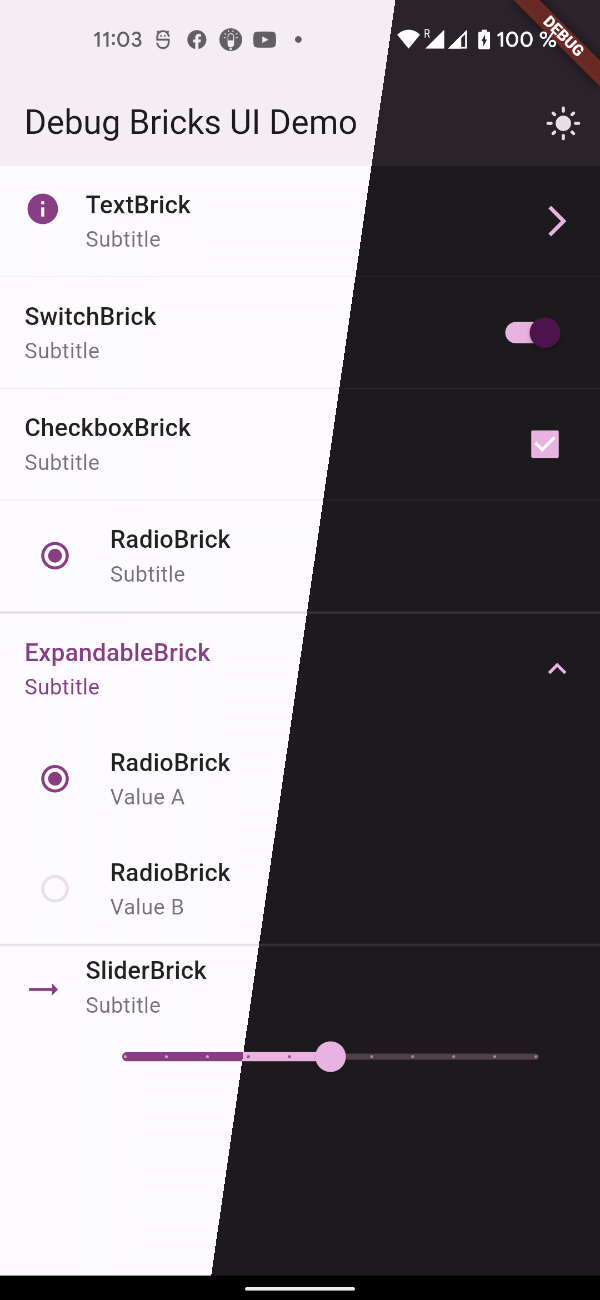 11:03
R
100 %
DEBUG
Debug Bricks UI Demo
TextBrick
Subtitle
SwitchBrick
Subtitle
CheckboxBrick
Subtitle
RadioBrick
Subtitle
ExpandableBrick
Subtitle
RadioBrick
Value A
RadioBrick
Value B
SliderBrick
Subtitle